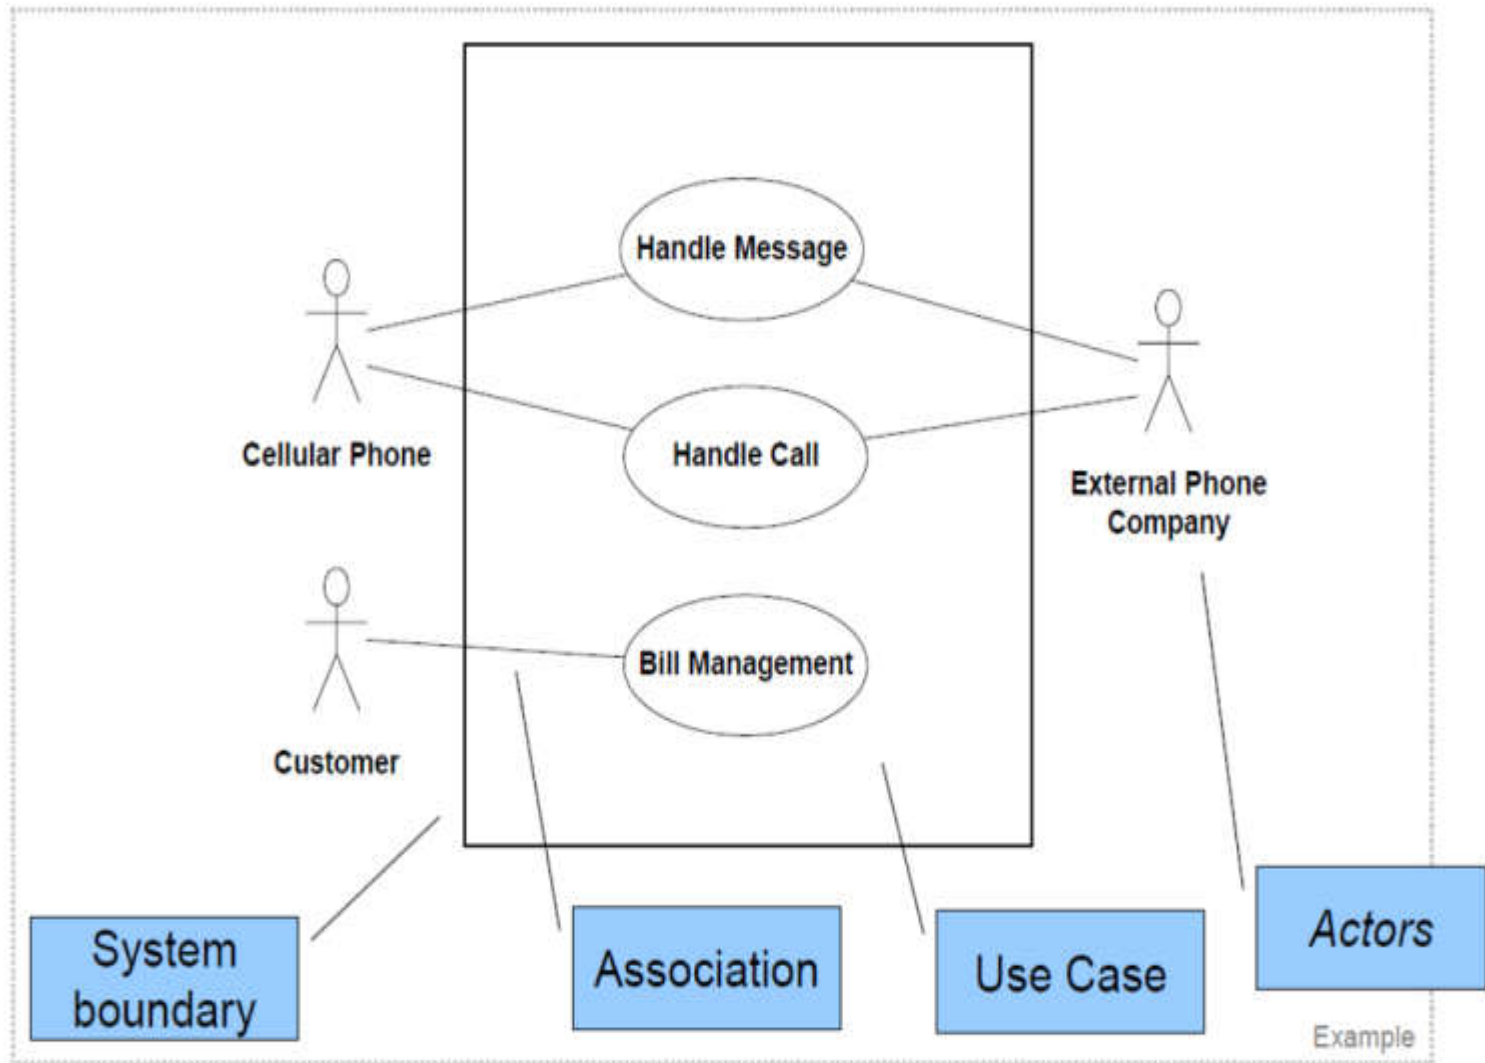 Handle Message
Cellular Phone
Handle Call
External Phone
Company
Bill Management
Customer
System
boundary
Association
Use Case
Actors
Example